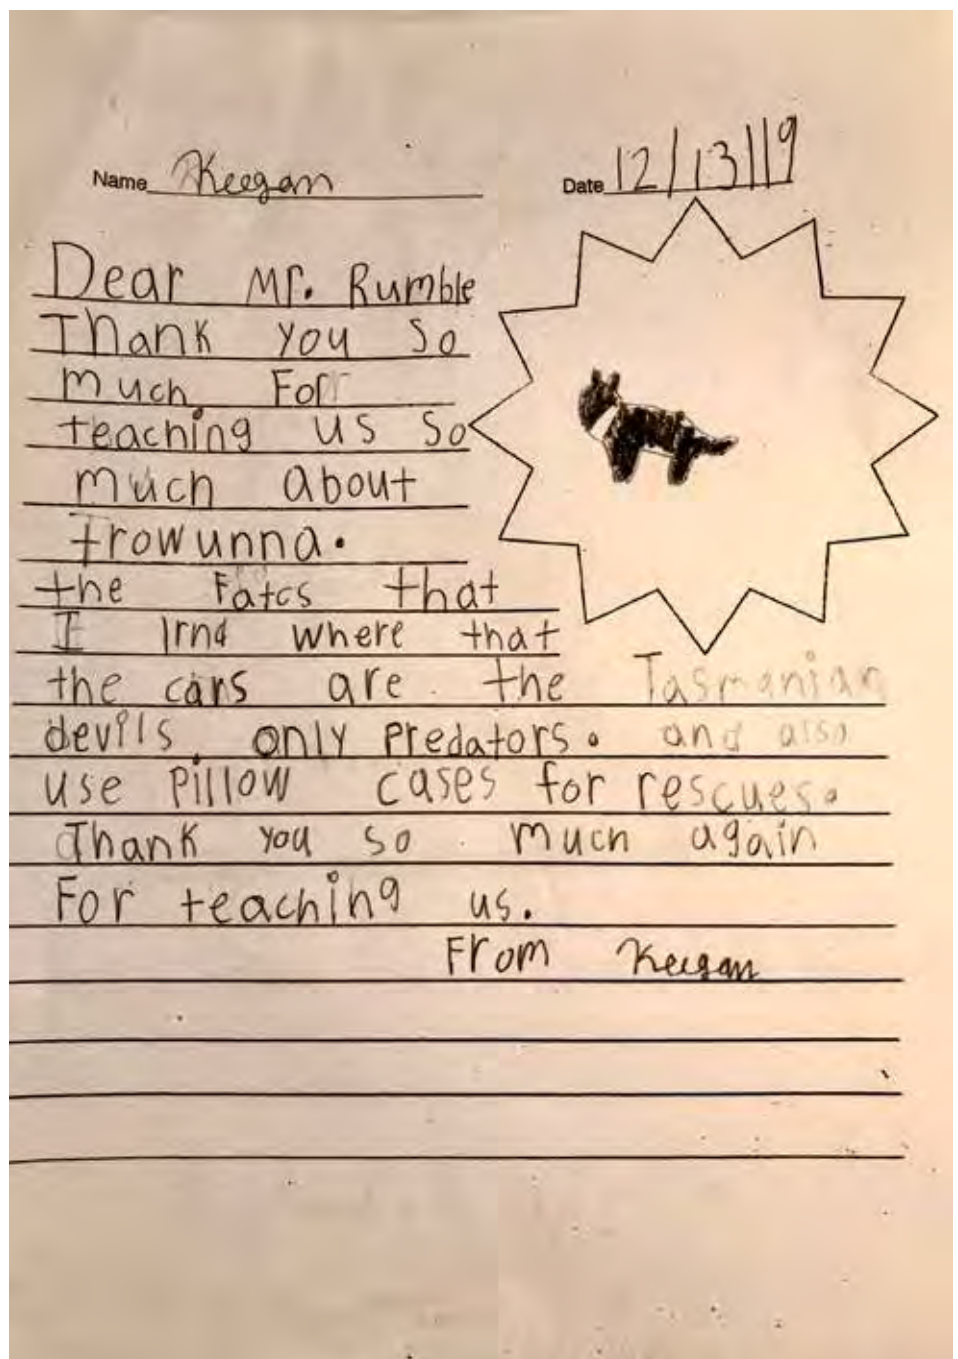 Name Keegan
Date 12/13/19
Dear Mr. Rumble
Thank you so
much For
teaching us so
much about
trowunna.
the Fatcs that
I lrnd where that
the cars are the Tasmanian
devils only predators. and also
use pillow cases for rescues.
Thank you so much again
For teaching us.
From Keegan